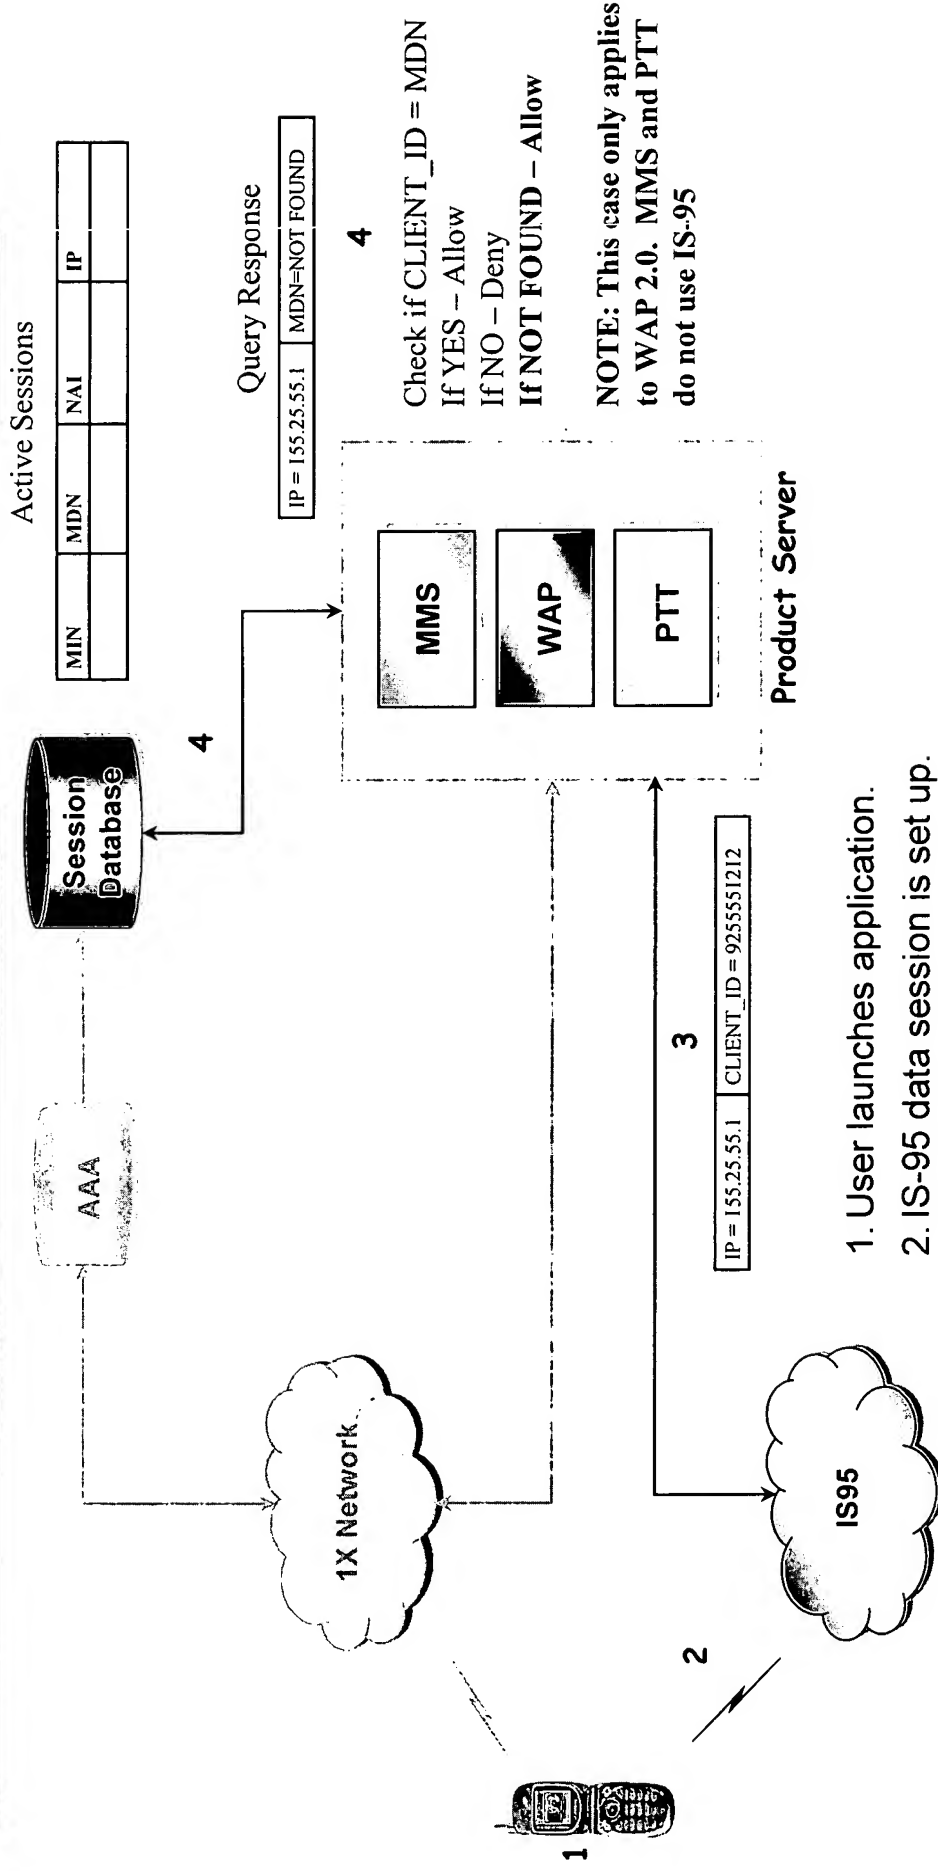 Active Sessions
MIN MDN NAI IP
Session
Database
AAA
4
Query Response
IP = 155.25.55.1 MDN=NOT FOUND
4
Check if CLIENT_ID = MDN
If YES – Allow
If NO – Deny
If NOT FOUND – Allow
NOTE: This case only applies
to WAP 2.0. MMS and PTT
do not use IS-95
1X Network
MMS
WAP
PTT
Product Server
3
IP = 155.25.55.1 CLIENT_ID = 9255551212
1
2
IS95
1. User launches application.
2. IS-95 data session is set up.